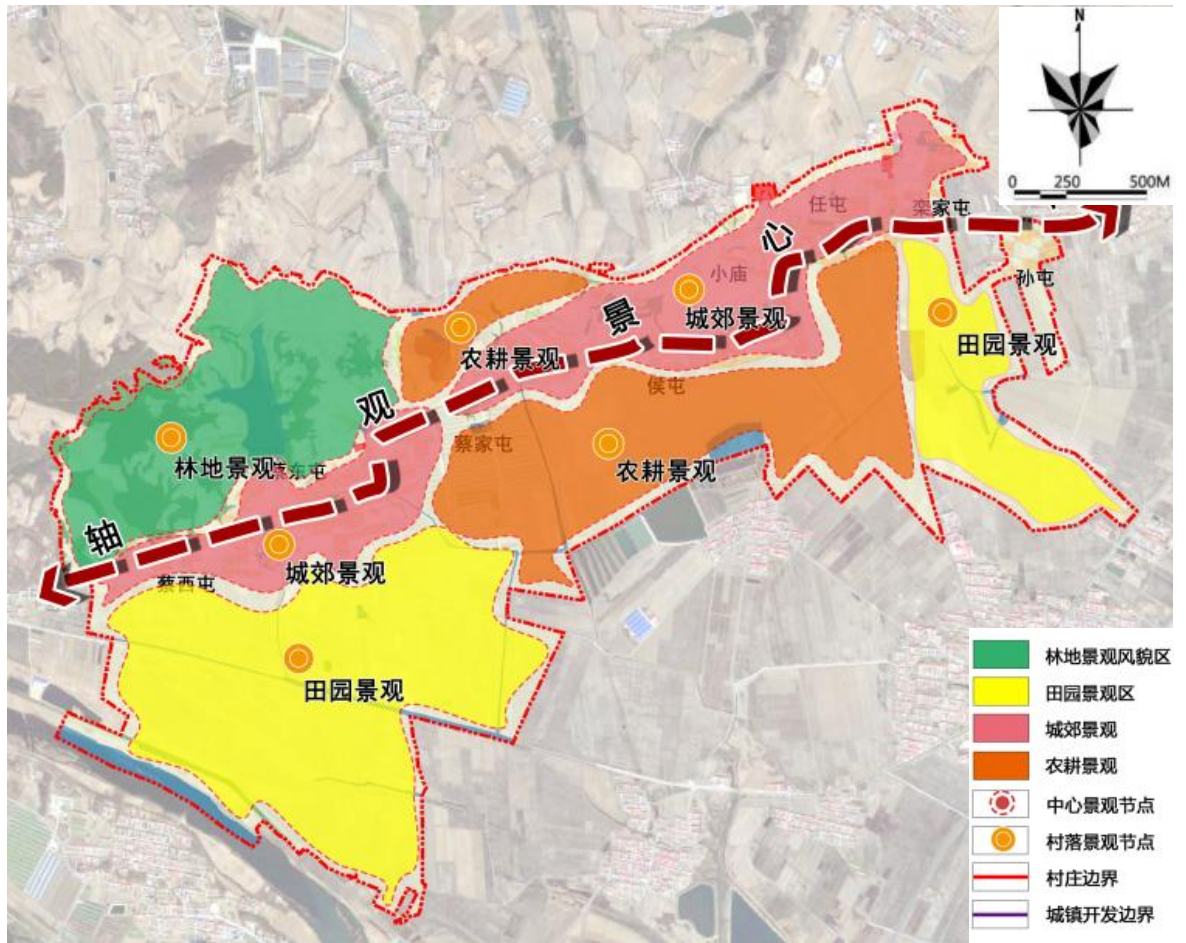 N
0 250 500M
任屯
栾家屯
心
小庙
孙屯
景
城郊景观
田园景观
农耕景观
侯屯
观
蔡家屯
农耕景观
林地景观
蔡东屯
轴
城郊景观
蔡西屯
田园景观
林地景观风貌区
田园景观区
城郊景观
农耕景观
中心景观节点
村落景观节点
村庄边界
城镇开发边界